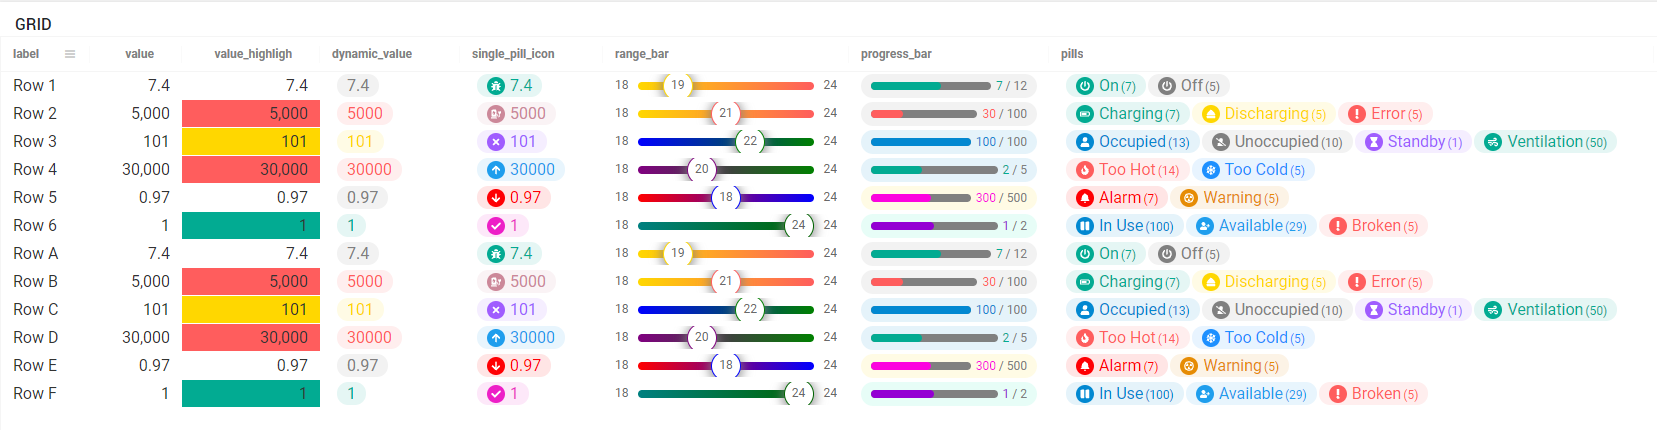 GRID
label value value_highligh dynamic_value single_pill_icon range_bar progress_bar pills
Row 1 7.4 7.4 7.4 7.4 18 19 24 7 / 12 On (7) Off (5)
Row 2 5,000 5,000 5000 5000 18 21 24 30 / 100 Charging (7) Discharging (5) Error (5)
Row 3 101 101 101 101 18 22 24 100 / 100 Occupied (13) Unoccupied (10) Standby (1) Ventilation (50)
Row 4 30,000 30,000 30000 30000 18 20 24 2 / 5 Too Hot (14) Too Cold (5)
Row 5 0.97 0.97 0.97 0.97 18 18 24 300 / 500 Alarm (7) Warning (5)
Row 6 1 1 1 1 18 24 24 1 / 2 In Use (100) Available (29) Broken (5)
Row A 7.4 7.4 7.4 7.4 18 19 24 7 / 12 On (7) Off (5)
Row B 5,000 5,000 5000 5000 18 21 24 30 / 100 Charging (7) Discharging (5) Error (5)
Row C 101 101 101 101 18 22 24 100 / 100 Occupied (13) Unoccupied (10) Standby (1) Ventilation (50)
Row D 30,000 30,000 30000 30000 18 20 24 2 / 5 Too Hot (14) Too Cold (5)
Row E 0.97 0.97 0.97 0.97 18 18 24 300 / 500 Alarm (7) Warning (5)
Row F 1 1 1 1 18 24 24 1 / 2 In Use (100) Available (29) Broken (5)